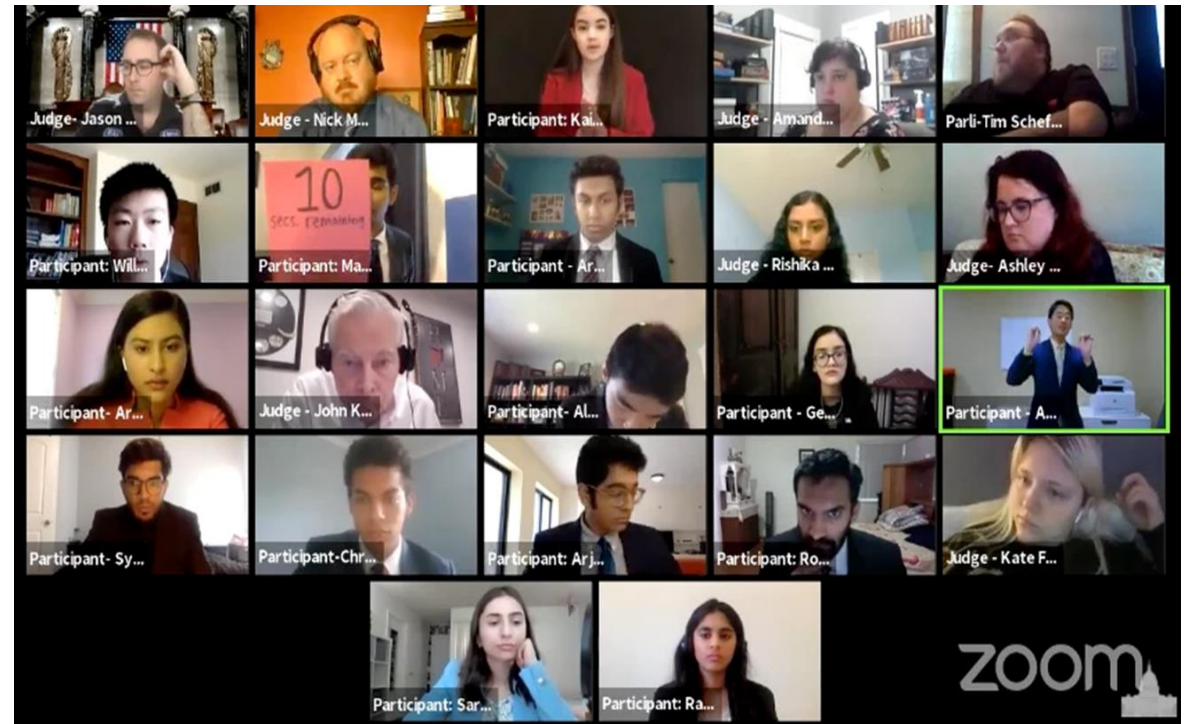 Judge- Jason ...
Judge - Nick M...
Participant: Kai...
Judge - Amand...
Parli-Tim Schef...
Participant: Will...
10
secs. remaining
Participant: Ma...
Participant - Ar...
Judge - Rishika ...
Judge- Ashley ...
Participant- Ar...
Judge - John K...
Participant- Al...
Participant - Ge...
Participant - A...
Participant- Sy...
Participant-Chr...
Participant: Arj...
Participant: Ro...
Judge - Kate F...
Participant: Sar...
Participant: Ra...
zoom